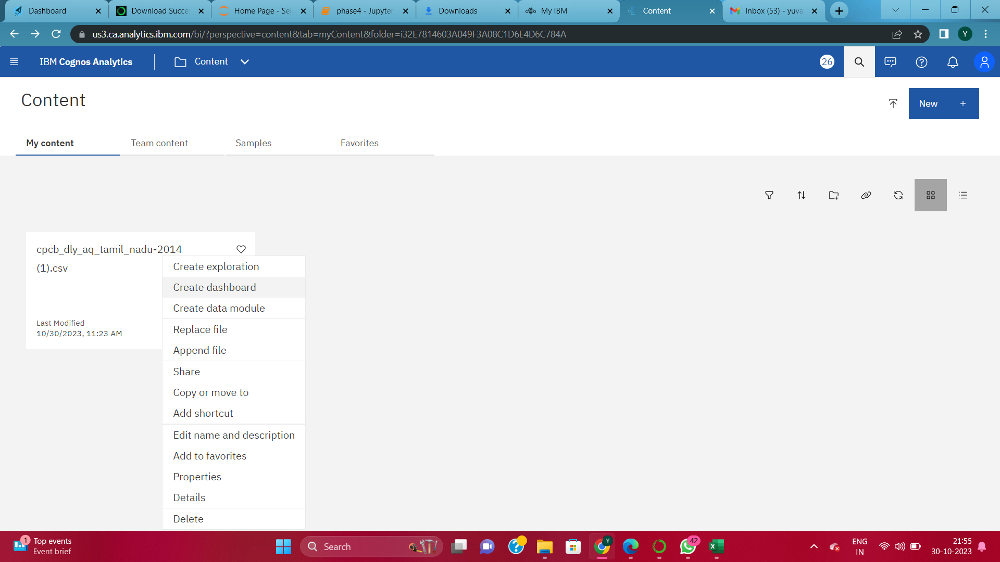 Dashboard
Download Succes
Home Page - Sel
phase4 - Jupyter
Downloads
My IBM
Content
Inbox (53) - yuva
us3.ca.analytics.ibm.com/bi/?perspective=content&tab=myContent&folder=i32E7814603A049F3A08C1D6E4D6C784A
Y
IBM Cognos Analytics
Content
26
Content
New +
My content
Team content
Samples
Favorites
cpcb_dly_aq_tamil_nadu-2014
(1).csv
Create exploration
Create dashboard
Create data module
Last Modified
10/30/2023, 11:23 AM
Replace file
Append file
Share
Copy or move to
Add shortcut
Edit name and description
Add to favorites
Properties
Details
Delete
1
Top events
Event brief
Search
Y
42
ENG
IN
21:55
30-10-2023